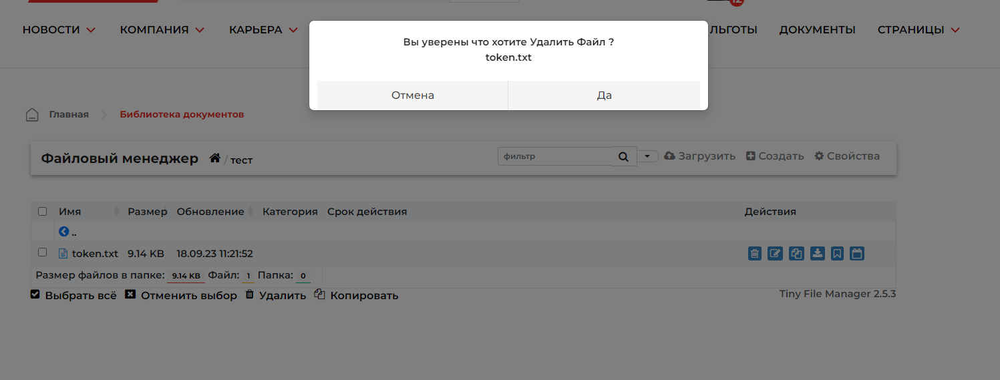 12
НОВОСТИ КОМПАНИЯ КАРЬЕРА ЛЬГОТЫ ДОКУМЕНТЫ СТРАНИЦЫ
Вы уверены что хотите Удалить Файл ?
token.txt
Отмена Да
Главная Библиотека документов
Файловый менеджер / тест фильтр Загрузить Создать Свойства
Имя Размер Обновление Категория Срок действия Действия
..
token.txt 9.14 KB 18.09.23 11:21:52
Размер файлов в папке: 9.14 KB Файл: 1 Папка: 0
Выбрать всё Отменить выбор Удалить Копировать Tiny File Manager 2.5.3